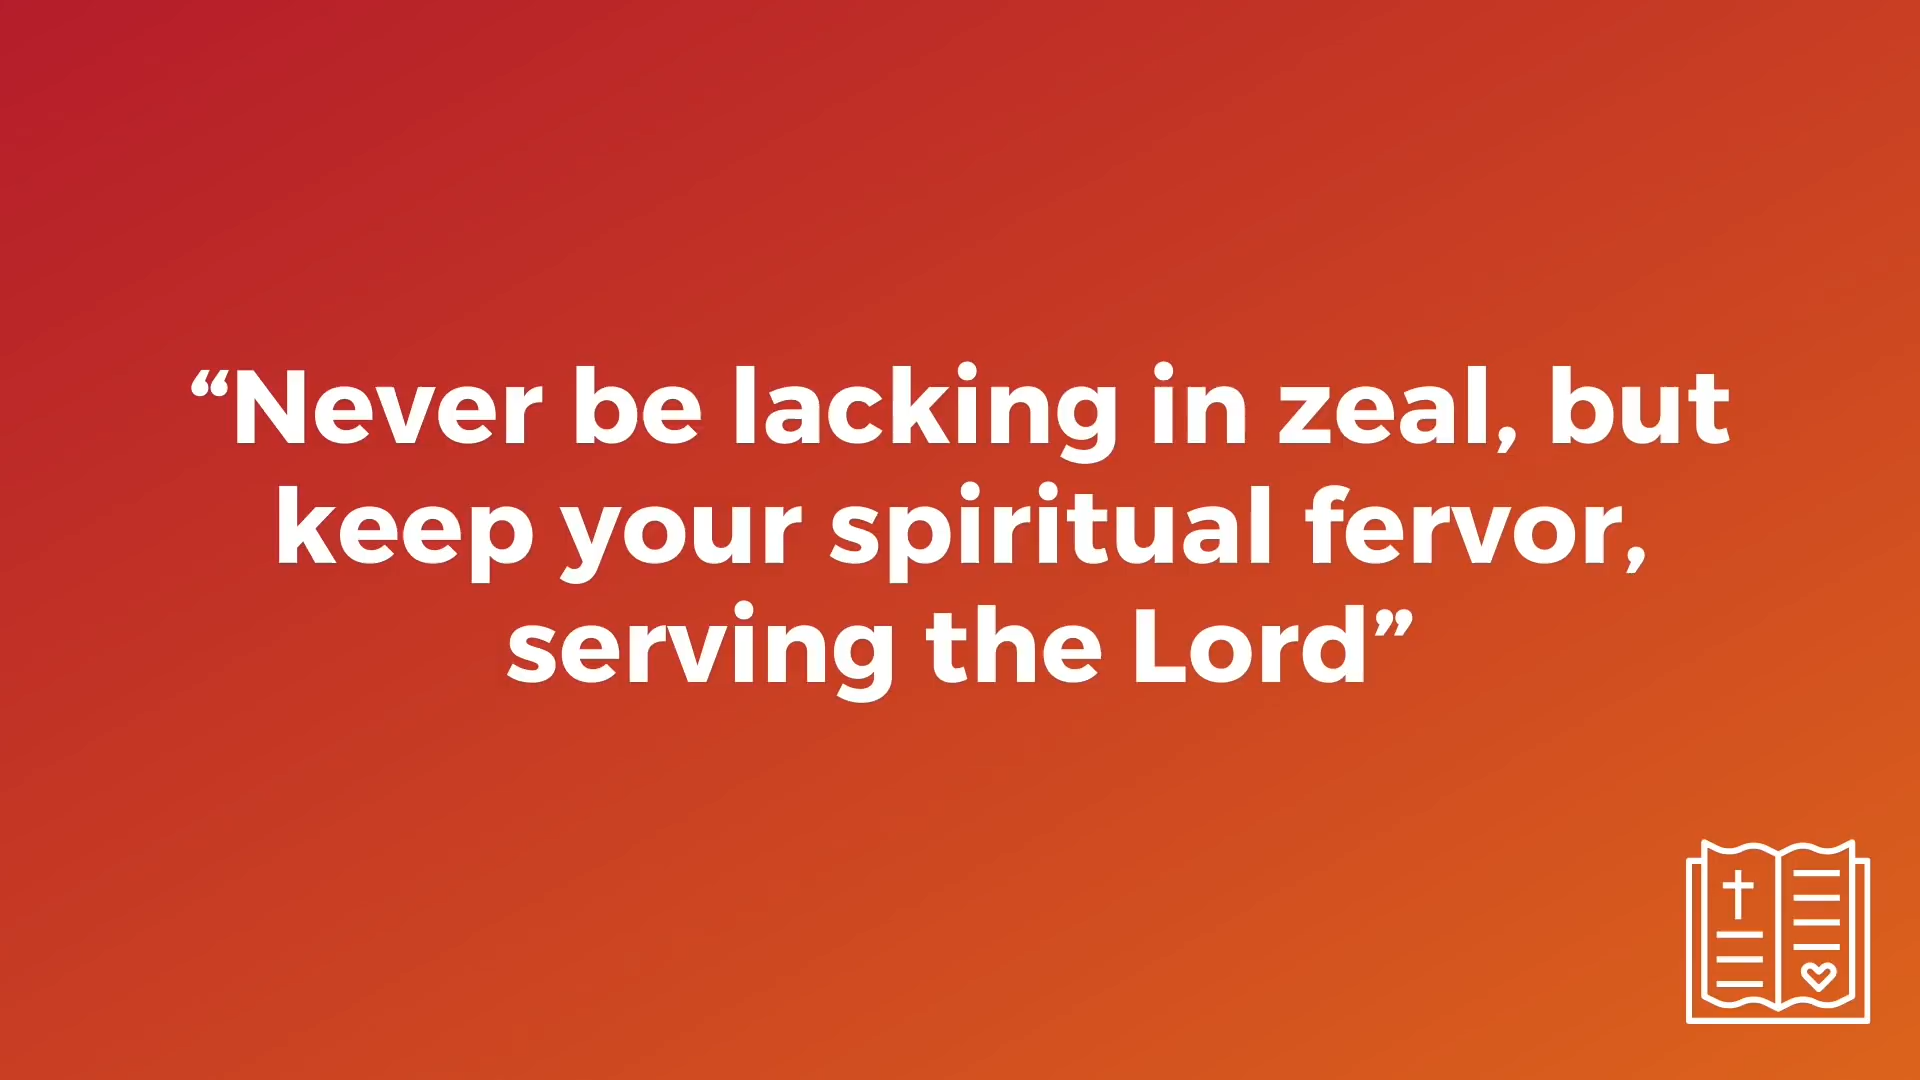 “Never be lacking in zeal, but
keep your spiritual fervor,
serving the Lord”